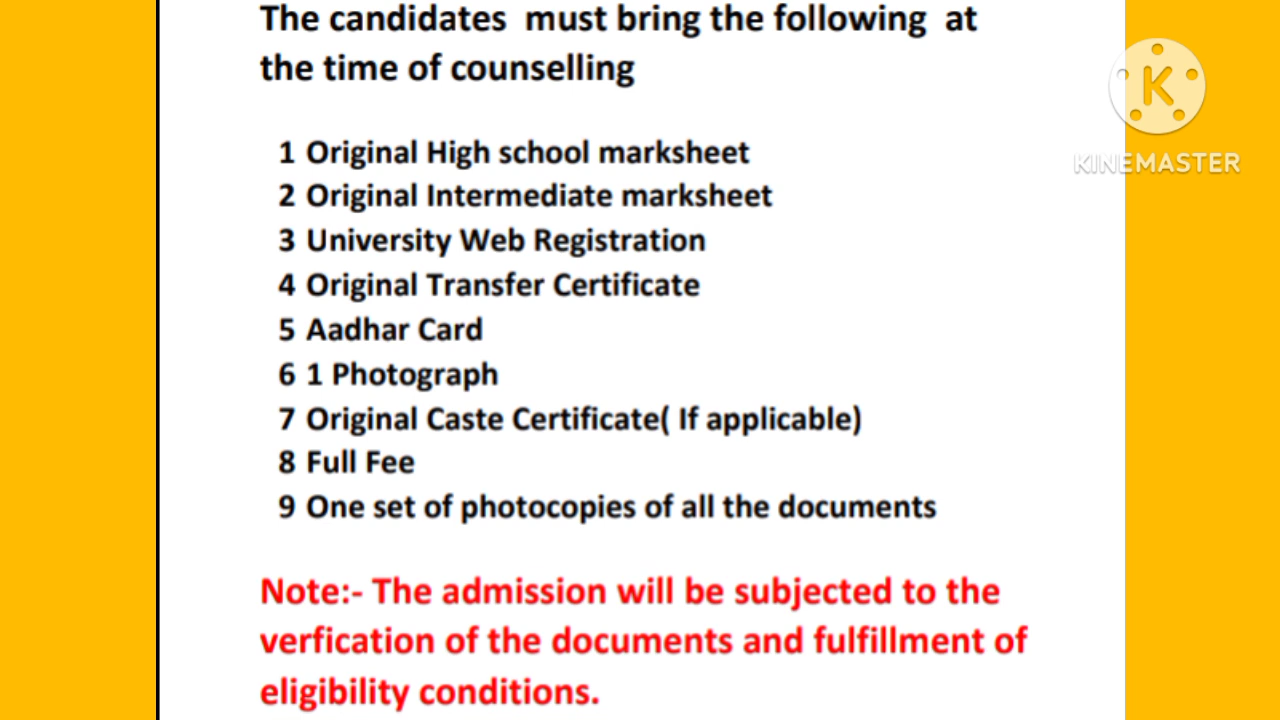 The candidates must bring the following at
the time of counselling
1 Original High school marksheet
2 Original Intermediate marksheet
3 University Web Registration
4 Original Transfer Certificate
5 Aadhar Card
6 1 Photograph
7 Original Caste Certificate( If applicable)
8 Full Fee
9 One set of photocopies of all the documents
Note:- The admission will be subjected to the
verfication of the documents and fulfillment of
eligibility conditions.
K
KINEMASTER